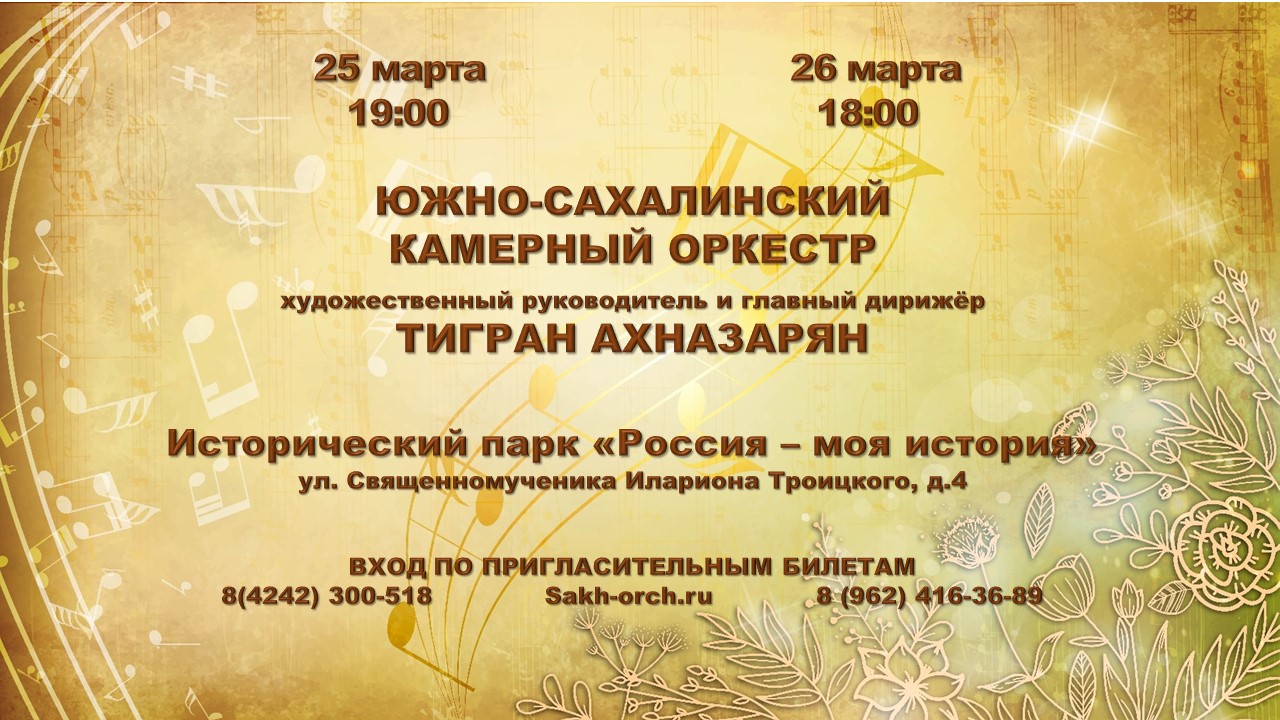 25 марта
19:00
26 марта
18:00
ЮЖНО-САХАЛИНСКИЙ
КАМЕРНЫЙ ОРКЕСТР
художественный руководитель и главный дирижёр
ТИГРАН АХНАЗАРЯН
Исторический парк «Россия – моя история»
ул. Священномученика Илариона Троицкого, д.4
ВХОД ПО ПРИГЛАСИТЕЛЬНЫМ БИЛЕТАМ
8(4242) 300-518 Sakh-orch.ru 8 (962) 416-36-89